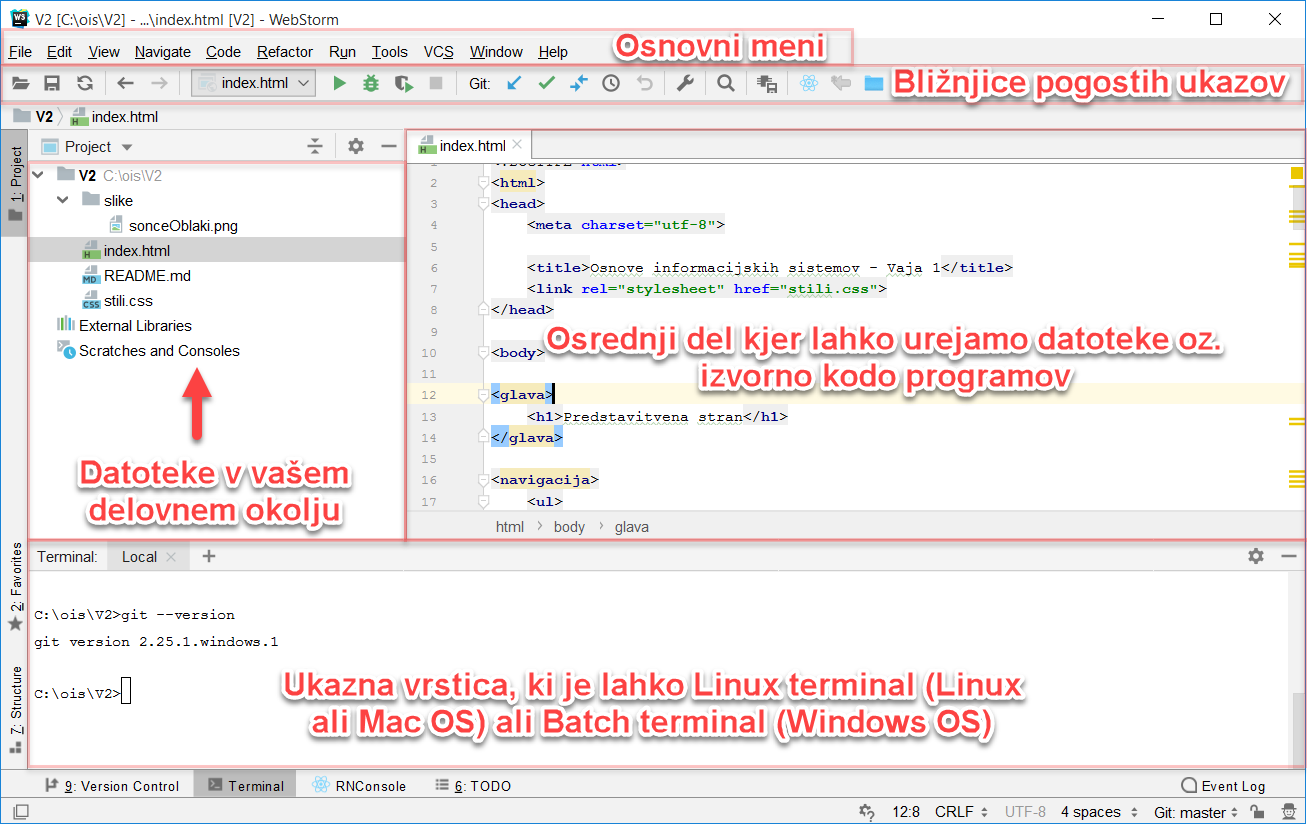 V2 [C:\ois\V2] - ...\index.html [V2] - WebStorm
File Edit View Navigate Code Refactor Run Tools VCS Window Help
Osnovni meni
index.html
Git:
Bližnjice pogostih ukazov
V2 index.html
1: Project
Project
V2 C:\ois\V2
slike
sonceOblaki.png
index.html
README.md
stili.css
External Libraries
Scratches and Consoles
Datoteke v vašem
delovnem okolju
index.html
2 <html>
3 <head>
4 <meta charset="utf-8">
5
6 <title>Osnove informacijskih sistemov - Vaja 1</title>
7 <link rel="stylesheet" href="stili.css">
8 </head>
9
10 <body>
11
12 <glava>
13 <h1>Predstavitvena stran</h1>
14 </glava>
15
16 <navigacija>
17 <ul>
Osrednji del kjer lahko urejamo datoteke oz.
izvorno kodo programov
html body glava
2: Favorites
7: Structure
Terminal: Local
C:\ois\V2>git --version
git version 2.25.1.windows.1
C:\ois\V2>
Ukazna vrstica, ki je lahko Linux terminal (Linux
ali Mac OS) ali Batch terminal (Windows OS)
9: Version Control Terminal RNConsole 6: TODO Event Log
12:8 CRLF UTF-8 4 spaces Git: master